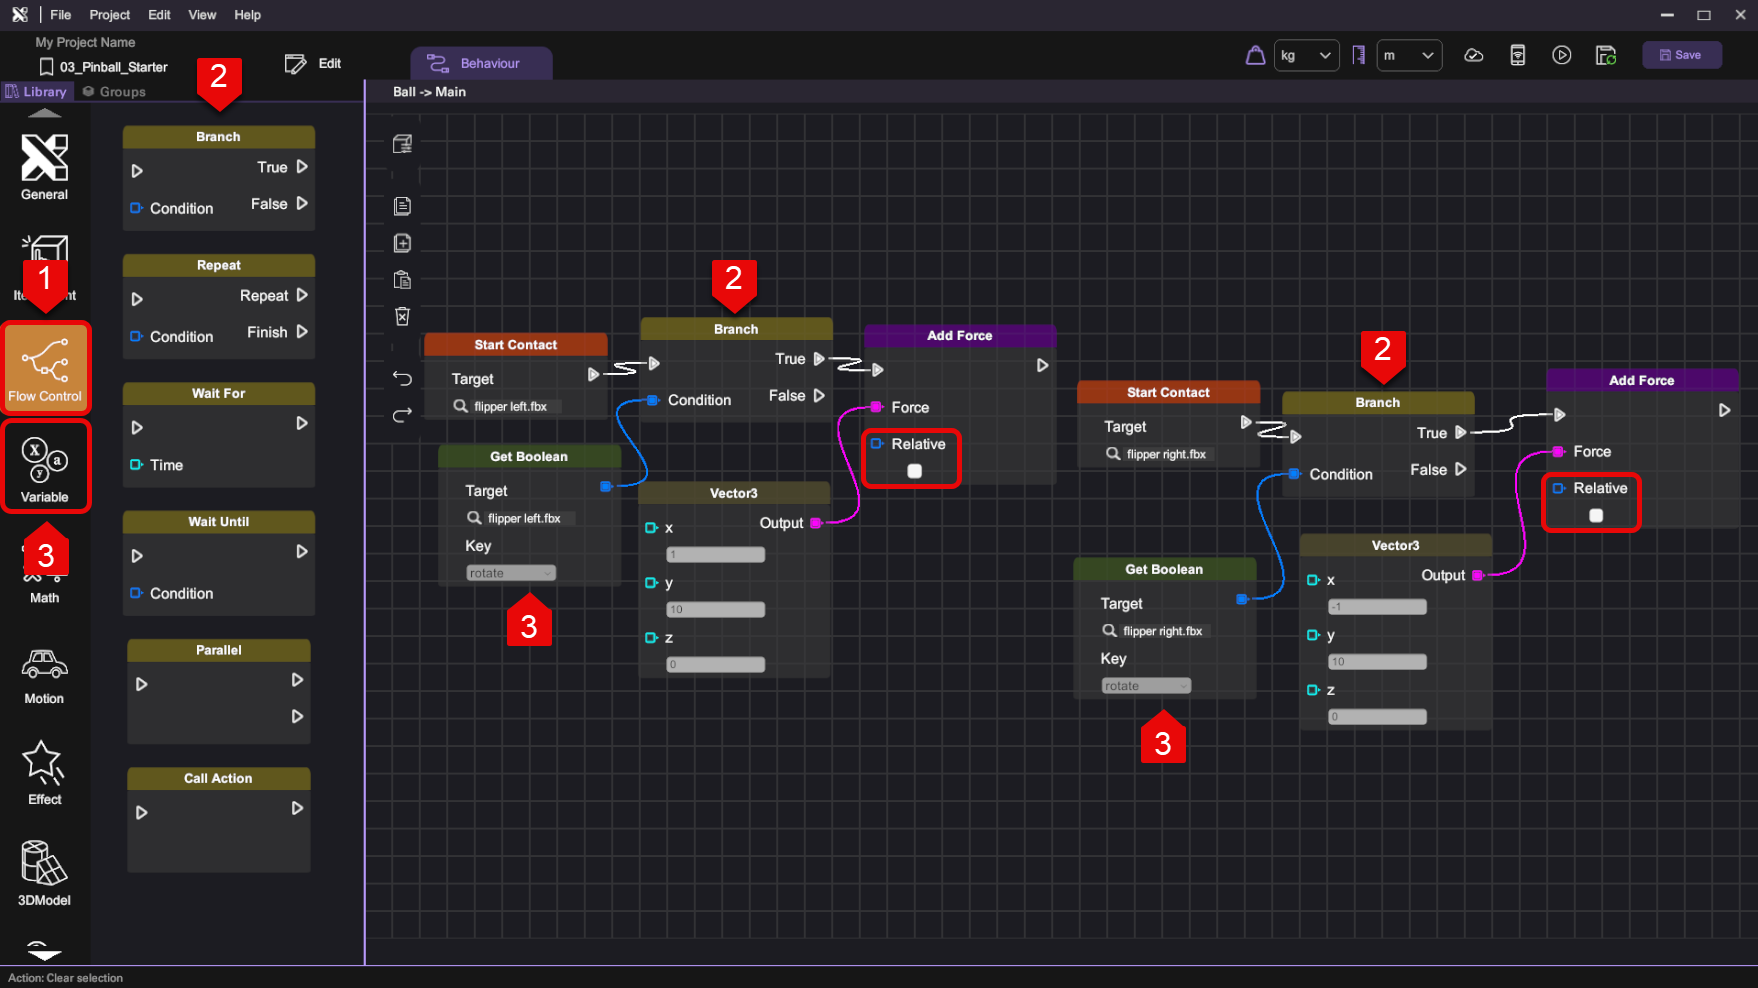 File Project Edit View Help
My Project Name
03_Pinball_Starter
Edit
Behaviour
kg
m
Save
Library
Groups
Ball -> Main
General
1
Flow Control
Variable
3
Math
Motion
Effect
3DModel
2
Branch
True
Condition
False
Repeat
Repeat
Condition
Finish
Wait For
Time
Wait Until
Condition
Parallel
Call Action
Start Contact
Target
flipper left.fbx
Get Boolean
Target
flipper left.fbx
Key
rotate
3
2
Branch
True
Condition
False
Vector3
x
Output
1
y
10
z
0
Add Force
Force
Relative
Start Contact
Target
flipper right.fbx
Get Boolean
Target
flipper right.fbx
Key
rotate
3
2
Branch
True
Condition
False
Vector3
x
Output
-1
y
10
z
0
Add Force
Force
Relative
Action: Clear selection